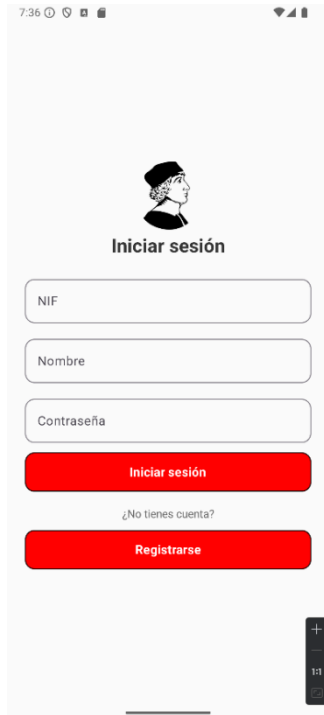 7:36
Iniciar sesión
NIF
Nombre
Contraseña
Iniciar sesión
¿No tienes cuenta?
Registrarse
1:1